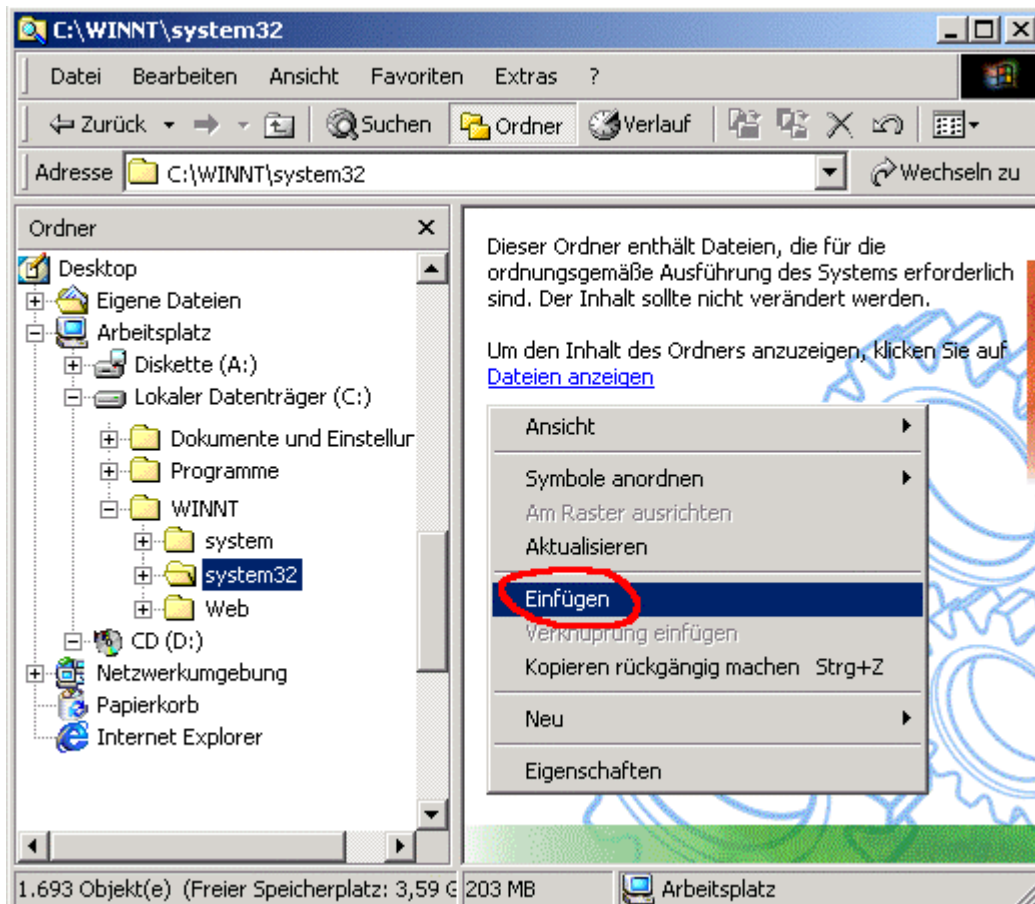 C:\WINNT\system32
Datei Bearbeiten Ansicht Favoriten Extras ?
Zurück Suchen Ordner Verlauf
Adresse C:\WINNT\system32 Wechseln zu
Ordner
Desktop
Eigene Dateien
Arbeitsplatz
Diskette (A:)
Lokaler Datenträger (C:)
Dokumente und Einstellur
Programme
WINNT
system
system32
Web
CD (D:)
Netzwerkumgebung
Papierkorb
Internet Explorer
Dieser Ordner enthält Dateien, die für die
ordnungsgemäße Ausführung des Systems erforderlich
sind. Der Inhalt sollte nicht verändert werden.
Um den Inhalt des Ordners anzuzeigen, klicken Sie auf
Dateien anzeigen
Ansicht
Symbole anordnen
Am Raster ausrichten
Aktualisieren
Einfügen
Verknüpfung einfügen
Kopieren rückgängig machen Strg+Z
Neu
Eigenschaften
1.693 Objekt(e) (Freier Speicherplatz: 3,59 G 203 MB Arbeitsplatz